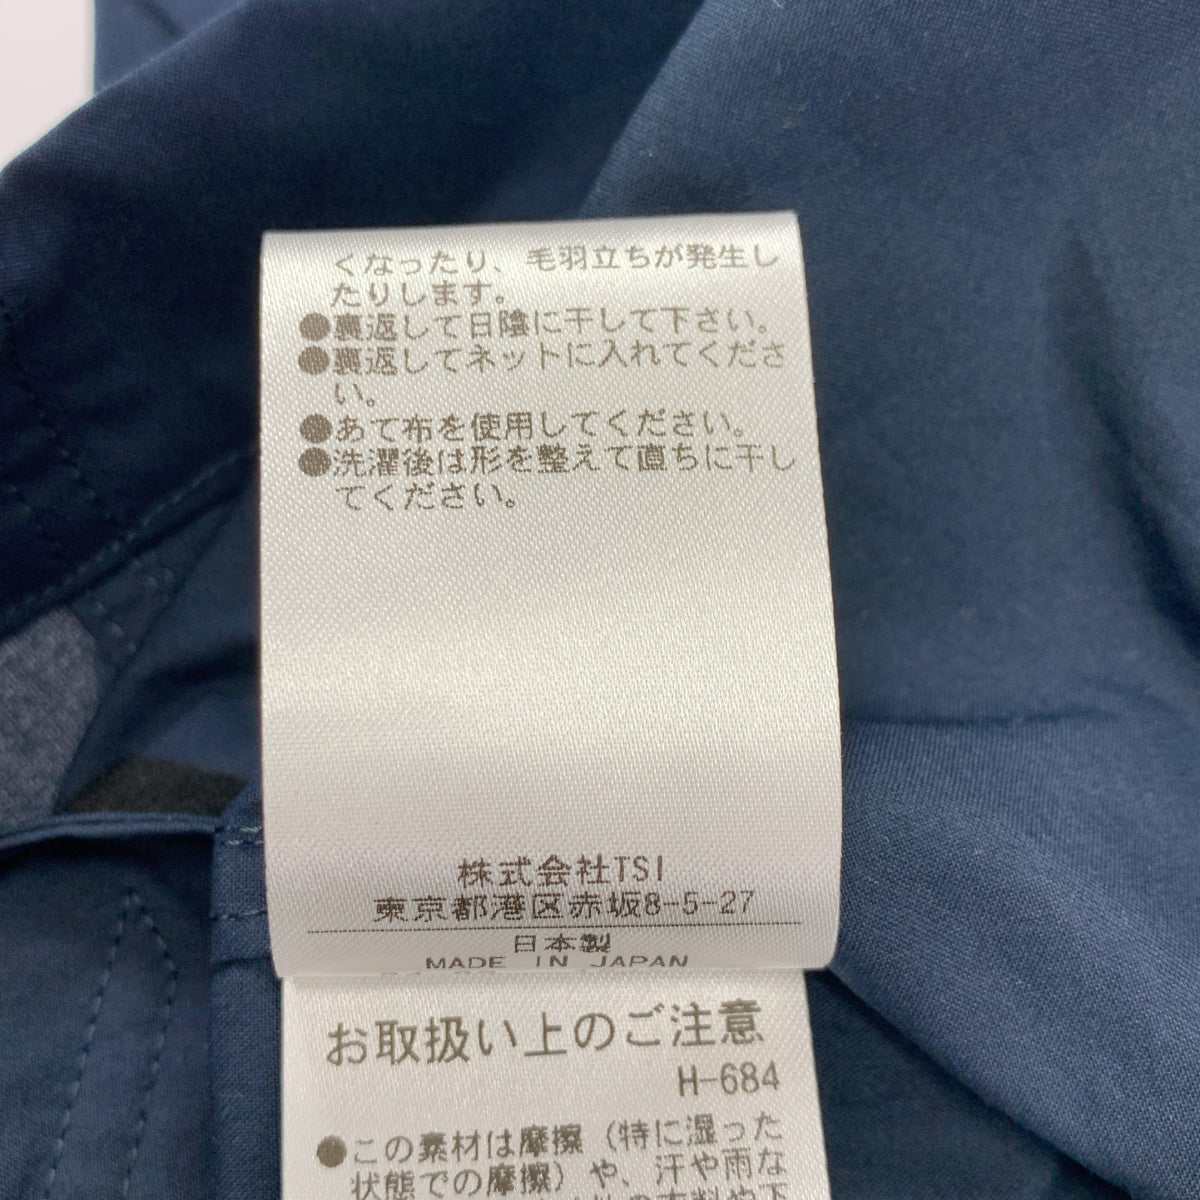 くなったり、毛羽立ちが発生し
たりします。
●裏返して日陰に干して下さい。
●裏返してネットに入れてくださ
い。
●あて布を使用してください。
●洗濯後は形を整えて直ちに干し
てください。
株式会社TSI
東京都港区赤坂8-5-27
日本製
MADE IN JAPAN
お取扱い上のご注意
H-684
●この素材は摩擦(特に湿った
状態での摩擦)や、汗や雨な